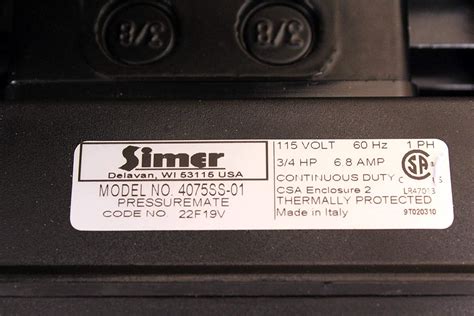 3/8
3/8
Simer
Delavan, WI 53115 USA
MODEL NO. 4075SS-01
PRESSUREMATE
CODE NO. 22F19V
115 VOLT 60 Hz 1 PH
3/4 HP 6.8 AMP
CONTINUOUS DUTY
CSA Enclosure 2
THERMALLY PROTECTED
Made in Italy
SA
LR47013
9T020310